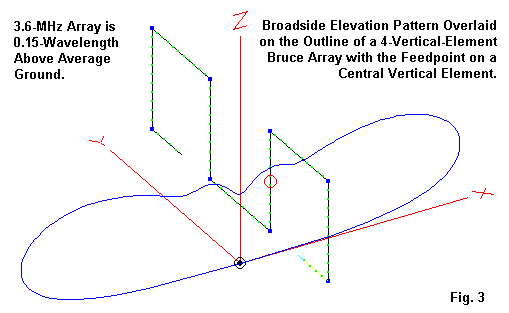 3.6-MHz Array is
0.15-Wavelength
Above Average
Ground.
Broadside Elevation Pattern Overlaid
on the Outline of a 4-Vertical-Element
Bruce Array with the Feedpoint on a
Central Vertical Element.
Z
Y
X
Fig. 3